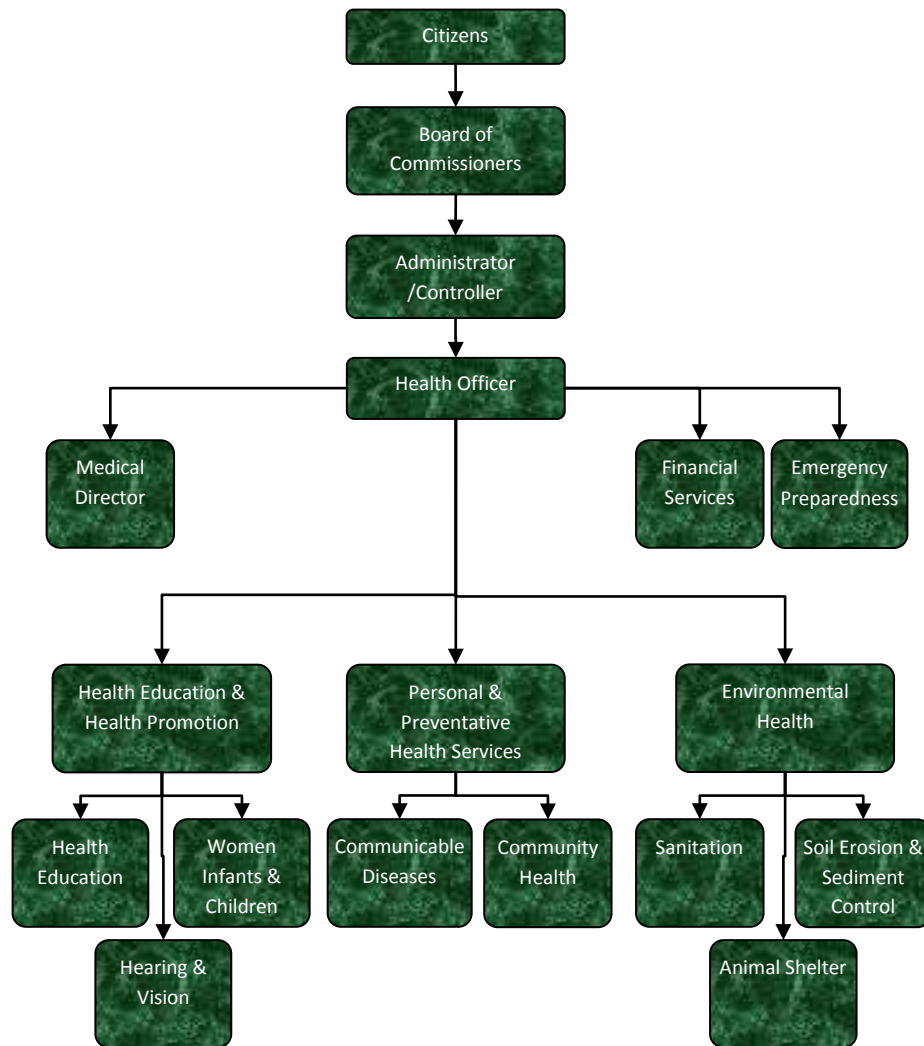 Citizens
Board of
Commissioners
Administrator
/Controller
Health Officer
Medical
Director
Financial
Services
Emergency
Preparedness
Health Education &
Health Promotion
Personal &
Preventative
Health Services
Environmental
Health
Health
Education
Women
Infants &
Children
Communicable
Diseases
Community
Health
Sanitation
Soil Erosion &
Sediment
Control
Hearing &
Vision
Animal Shelter